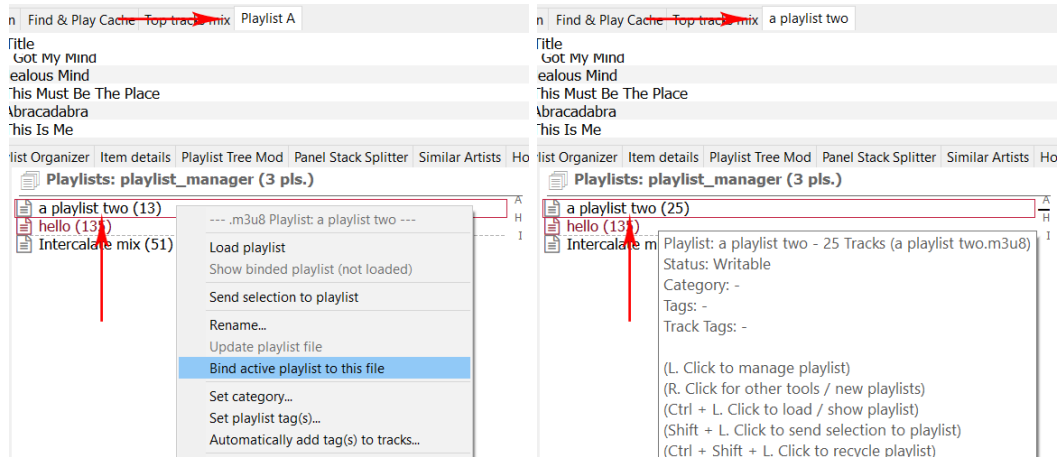 n Find & Play Cache Top tracks mix Playlist A
Title
Got My Mind
ealous Mind
This Must Be The Place
Abracadabra
This Is Me
list Organizer Item details Playlist Tree Mod Panel Stack Splitter Similar Artists Ho
Playlists: playlist_manager (3 pls.)
a playlist two (13)
hello (135)
Intercalate mix (51)
A
H
I
--- .m3u8 Playlist: a playlist two ---
Load playlist
Show binded playlist (not loaded)
Send selection to playlist
Rename...
Update playlist file
Bind active playlist to this file
Set category...
Set playlist tag(s)...
Automatically add tag(s) to tracks...
n Find & Play Cache Top tracks mix a playlist two
Title
Got My Mind
ealous Mind
This Must Be The Place
Abracadabra
This Is Me
list Organizer Item details Playlist Tree Mod Panel Stack Splitter Similar Artists Ho
Playlists: playlist_manager (3 pls.)
a playlist two (25)
hello (135)
Intercalate m
A
H
I
Playlist: a playlist two - 25 Tracks (a playlist two.m3u8)
Status: Writable
Category: -
Tags: -
Track Tags: -
(L. Click to manage playlist)
(R. Click for other tools / new playlists)
(Ctrl + L. Click to load / show playlist)
(Shift + L. Click to send selection to playlist)
(Ctrl + Shift + L. Click to recycle playlist)